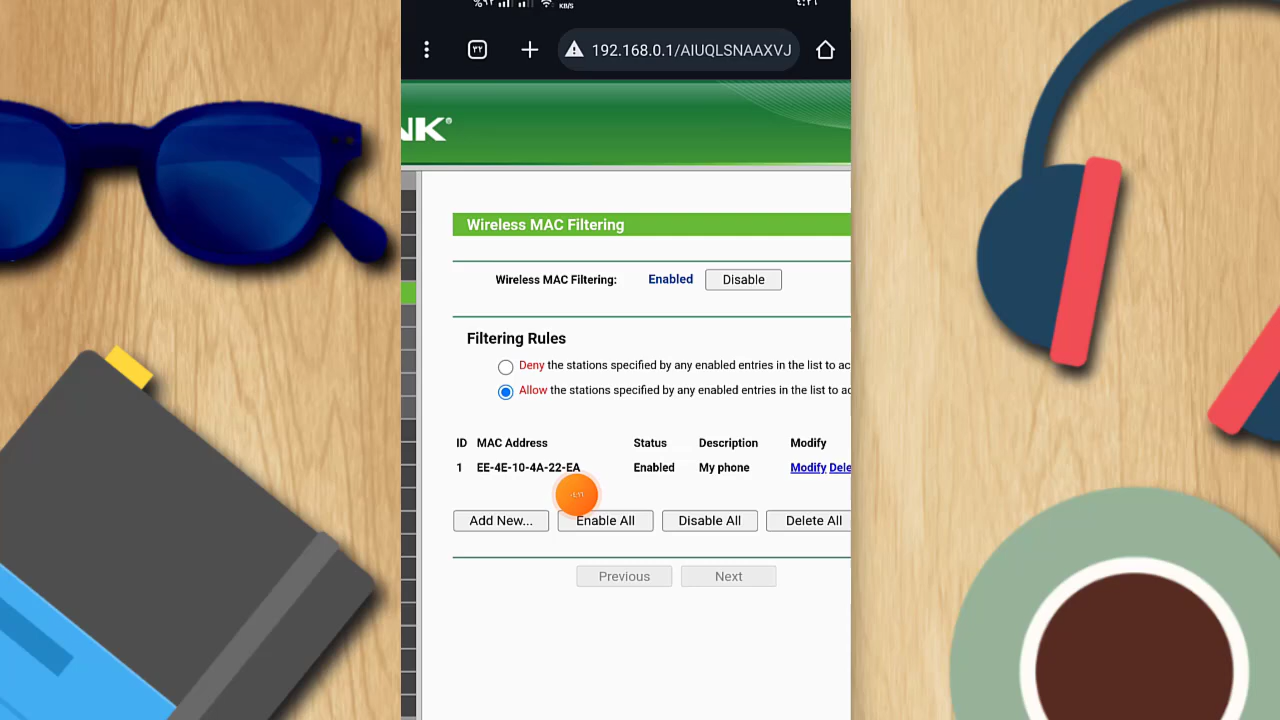 192.168.0.1/AIUQLSNAAXVJ
NK®
Wireless MAC Filtering
Wireless MAC Filtering: Enabled Disable
Filtering Rules
Deny the stations specified by any enabled entries in the list to ac
Allow the stations specified by any enabled entries in the list to ac
ID MAC Address Status Description Modify
1 EE-4E-10-4A-22-EA Enabled My phone Modify Dele
Add New... Enable All Disable All Delete All
Previous Next